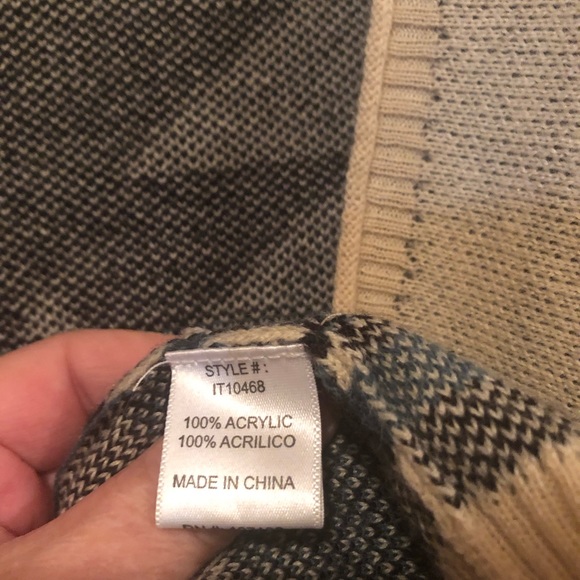 STYLE # :
IT10468
100% ACRYLIC
100% ACRILICO
MADE IN CHINA